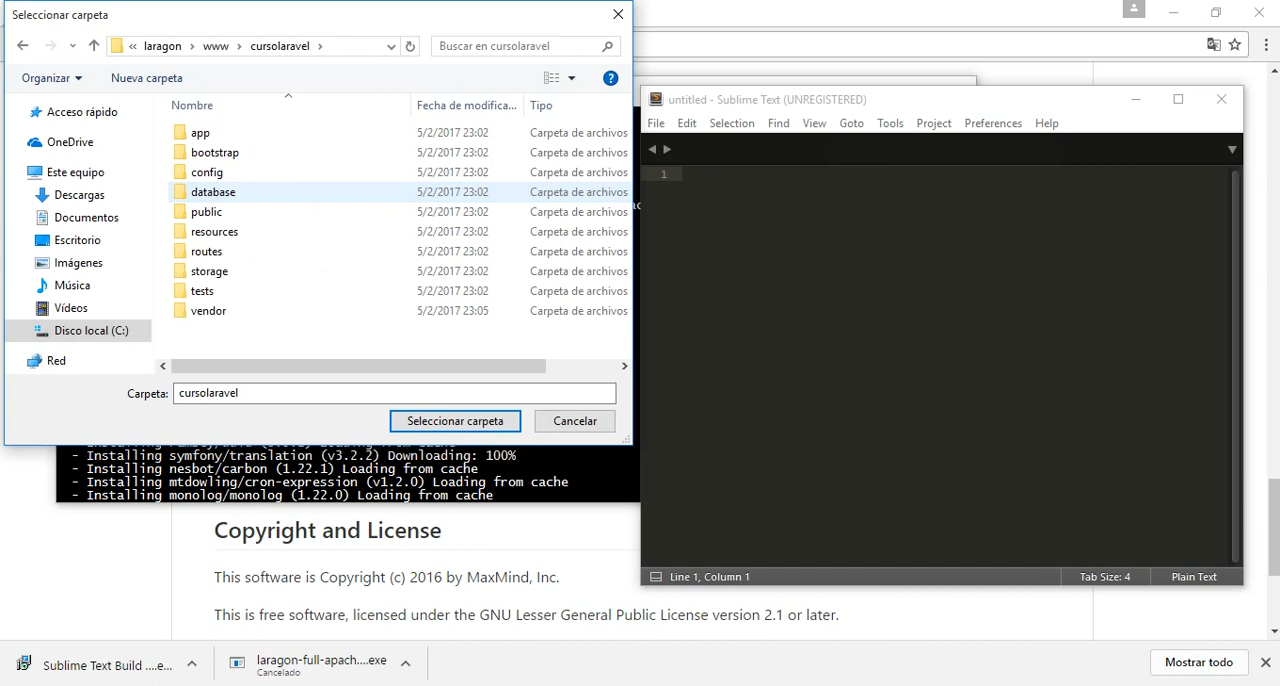 Seleccionar carpeta
« laragon › www › cursolaravel ›
Buscar en cursolaravel
Organizar
Nueva carpeta
Nombre
Fecha de modifica...
Tipo
Acceso rápido
OneDrive
Este equipo
Descargas
Documentos
Escritorio
Imágenes
Música
Vídeos
Disco local (C:)
Red
app 5/2/2017 23:02 Carpeta de archivos
bootstrap 5/2/2017 23:02 Carpeta de archivos
config 5/2/2017 23:02 Carpeta de archivos
database 5/2/2017 23:02 Carpeta de archivos
public 5/2/2017 23:02 Carpeta de archivos
resources 5/2/2017 23:02 Carpeta de archivos
routes 5/2/2017 23:02 Carpeta de archivos
storage 5/2/2017 23:02 Carpeta de archivos
tests 5/2/2017 23:02 Carpeta de archivos
vendor 5/2/2017 23:05 Carpeta de archivos
Carpeta: cursolaravel
Seleccionar carpeta
Cancelar
untitled - Sublime Text (UNREGISTERED)
File Edit Selection Find View Goto Tools Project Preferences Help
1
Line 1, Column 1
Tab Size: 4
Plain Text
- Installing symfony/translation (v3.2.2) Downloading: 100%
- Installing nesbot/carbon (1.22.1) Loading from cache
- Installing mtdowling/cron-expression (v1.2.0) Loading from cache
- Installing monolog/monolog (1.22.0) Loading from cache
Copyright and License
This software is Copyright (c) 2016 by MaxMind, Inc.
This is free software, licensed under the GNU Lesser General Public License version 2.1 or later.
Sublime Text Build ....e...
laragon-full-apach....exe
Cancelado
Mostrar todo